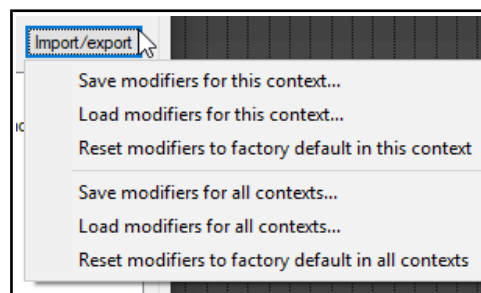 Import/export
Save modifiers for this context...
Load modifiers for this context...
Reset modifiers to factory default in this context
Save modifiers for all contexts...
Load modifiers for all contexts...
Reset modifiers to factory default in all contexts